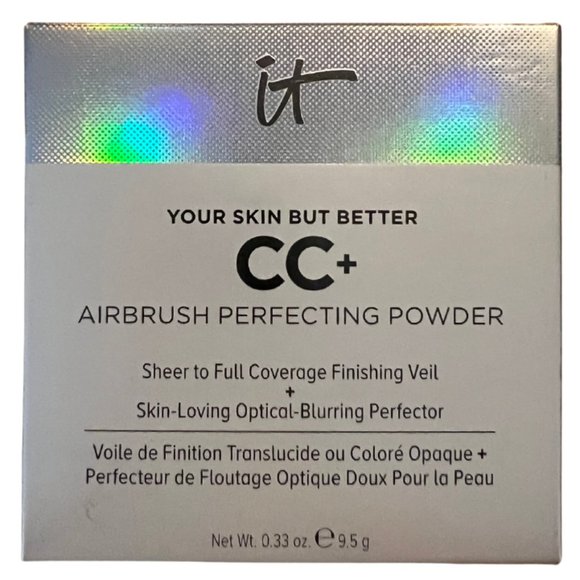 it
YOUR SKIN BUT BETTER
CC+
AIRBRUSH PERFECTING POWDER
Sheer to Full Coverage Finishing Veil
+
Skin-Loving Optical-Blurring Perfector
Voile de Finition Translucide ou Coloré Opaque +
Perfecteur de Floutage Optique Doux Pour la Peau
Net Wt. 0.33 oz. ℮ 9.5 g